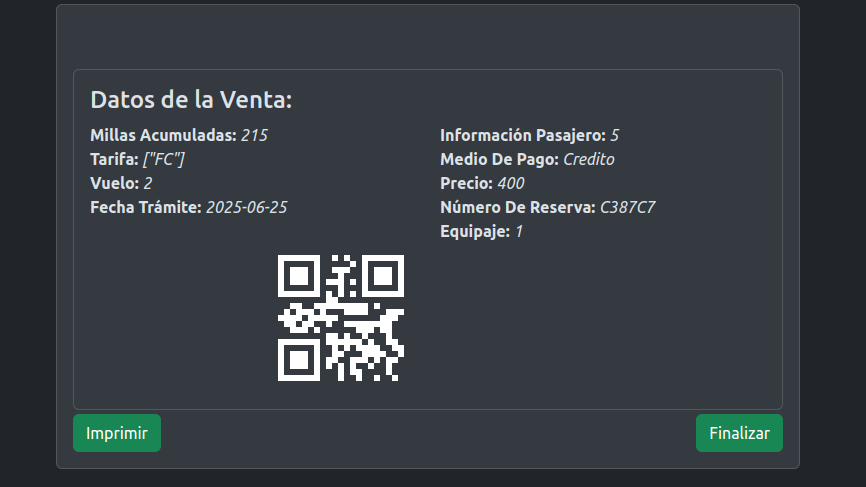 Datos de la Venta:
Millas Acumuladas: 215
Tarifa: ["FC"]
Vuelo: 2
Fecha Trámite: 2025-06-25
Información Pasajero: 5
Medio De Pago: Credito
Precio: 400
Número De Reserva: C387C7
Equipaje: 1
Imprimir
Finalizar